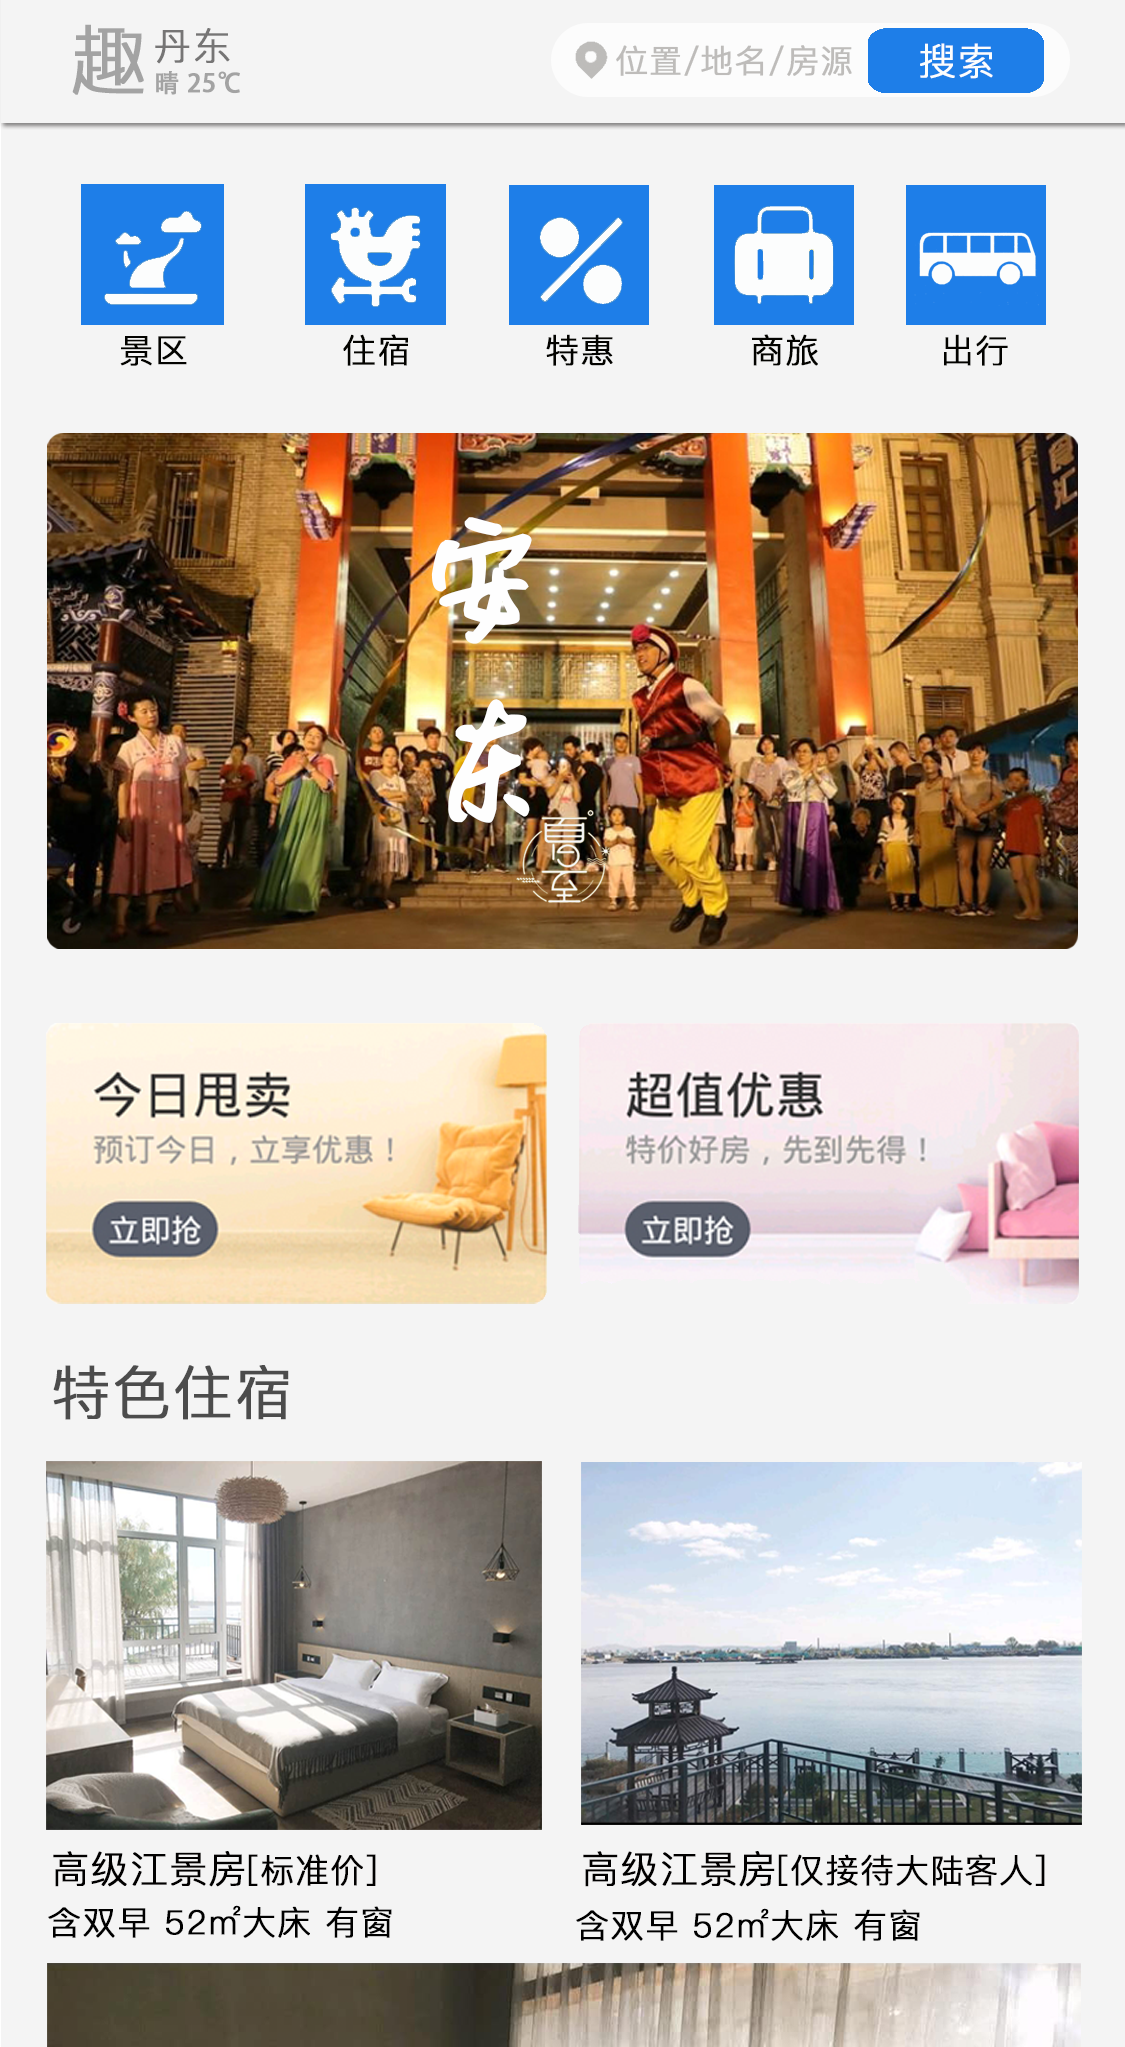 趣
丹东
晴 25℃
位置/地名/房源
搜索
景区
住宿
特惠
商旅
出行
汇
安东
夏至
今日甩卖
预订今日，立享优惠！
立即抢
超值优惠
特价好房，先到先得！
立即抢
特色住宿
高级江景房[标准价]
含双早 52㎡大床 有窗
高级江景房[仅接待大陆客人]
含双早 52㎡大床 有窗